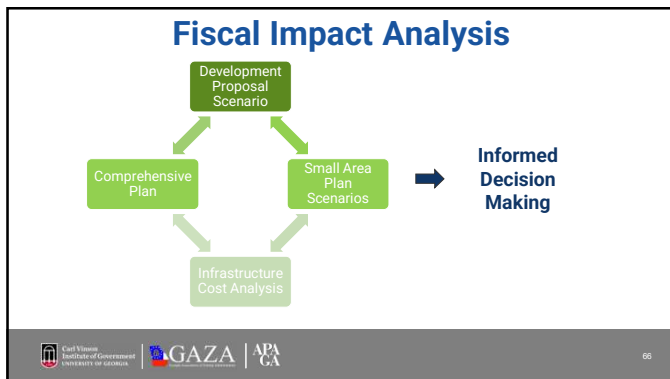 Fiscal Impact Analysis
Development
Proposal
Scenario
Comprehensive
Plan
Small Area
Plan
Scenarios
Informed
Decision
Making
Infrastructure
Cost Analysis
Carl Vinson
Institute of Government
UNIVERSITY OF GEORGIA
GAZA
APA
GA
66